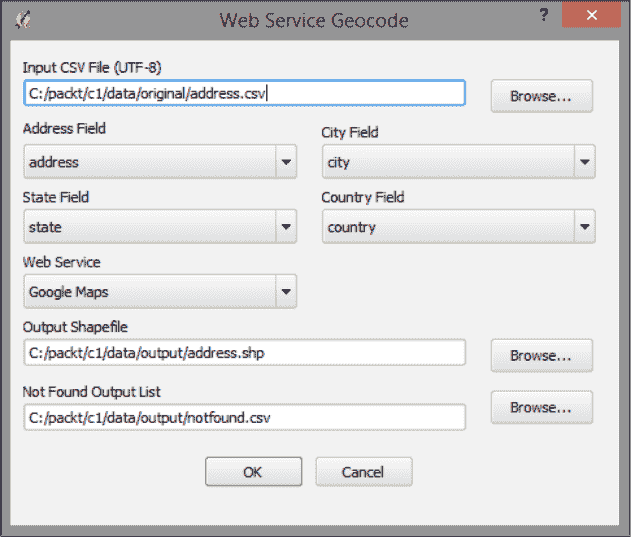 Web Service Geocode
? x
Input CSV File (UTF-8)
C:/packt/c1/data/original/address.csv
Browse...
Address Field
City Field
address
city
State Field
Country Field
state
country
Web Service
Google Maps
Output Shapefile
C:/packt/c1/data/output/address.shp
Browse...
Not Found Output List
C:/packt/c1/data/output/notfound.csv
Browse...
OK
Cancel